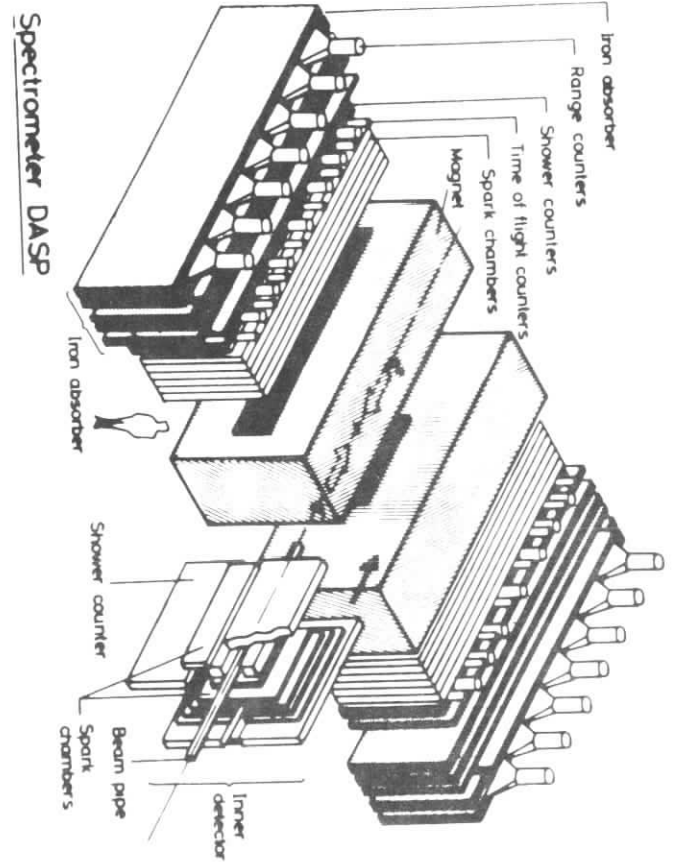 Iron absorber
Range counters
Shower counters
Time of flight counters
Spark chambers
Magnet
Iron absorber
Shower counter
Spark
chambers
Beam pipe
Inner
detector
Spectrometer DASP